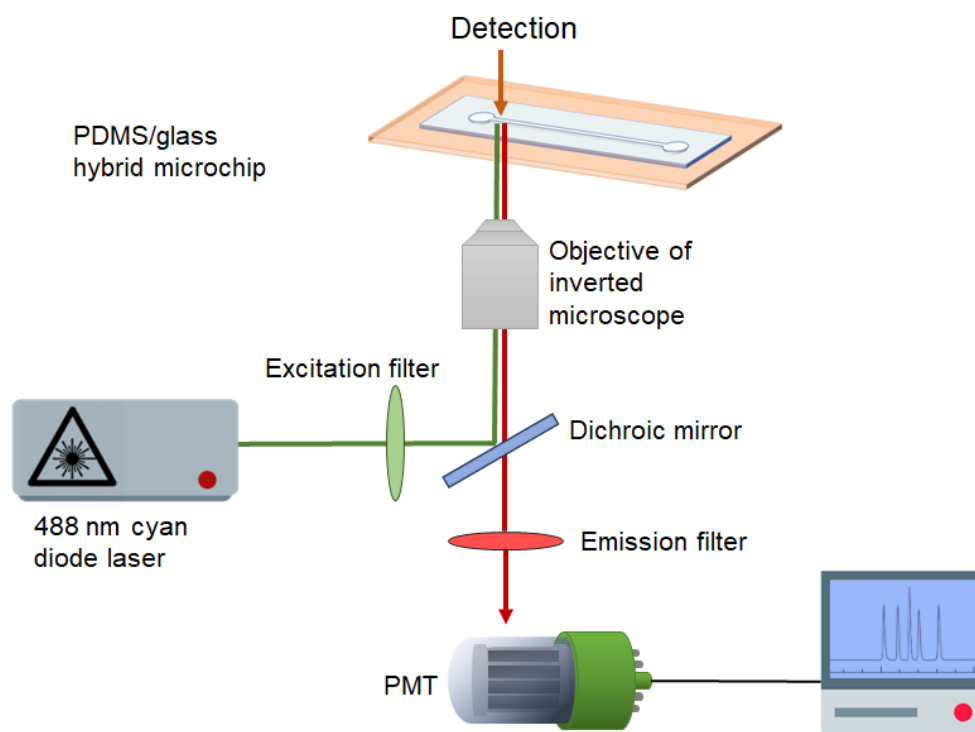 Detection
PDMS/glass
hybrid microchip
Objective of
inverted
microscope
Excitation filter
Dichroic mirror
488 nm cyan
diode laser
Emission filter
PMT